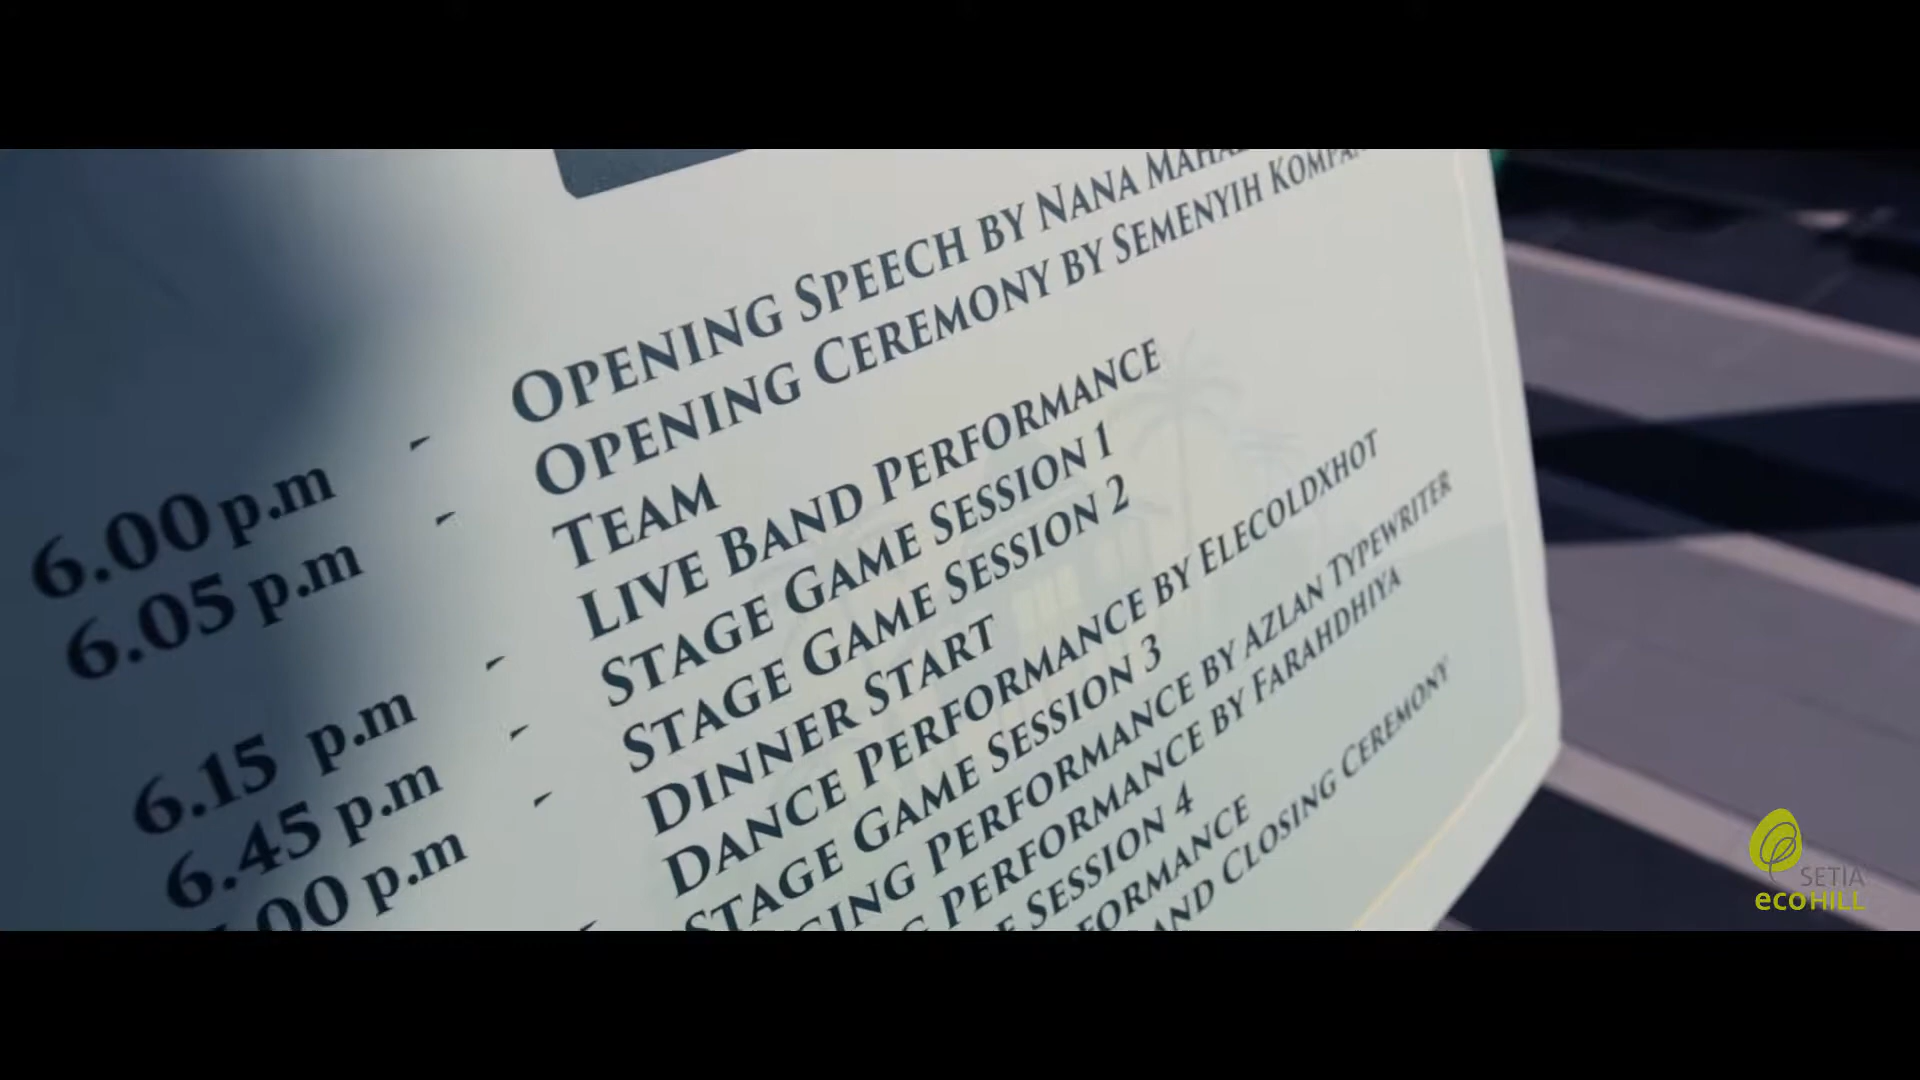 6.00p.m - OPENING SPEECH BY NANA
6.05 p.m - OPENING CEREMONY BY SEMENYIH
TEAM
6.15 p.m - LIVE BAND PERFORMANCE
6.45 p.m - STAGE GAME SESSION 1
.00 p.m - STAGE GAME SESSION 2
DINNER START
DANCE PERFORMANCE BY ELECOLDXHOT
STAGE GAME SESSION 3
PERFORMANCE BY AZLAN TYPEWRITER
PERFORMANCE BY FARAHDHIYA
SESSION 4
AND CLOSING CEREMONY
SETIA
ecoHILL